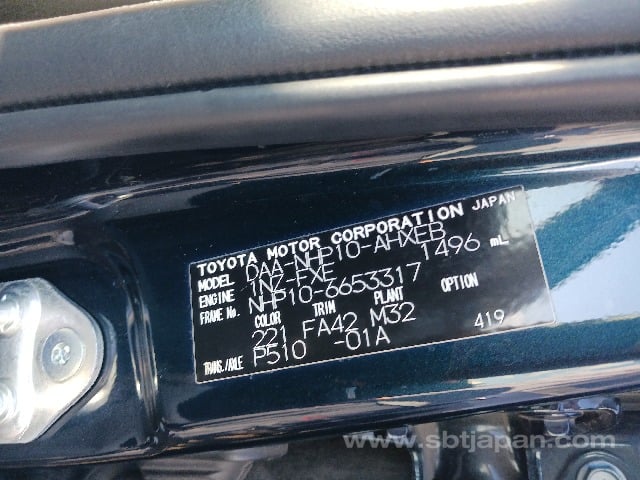 TOYOTA MOTOR CORPORATION JAPAN
MODEL DAA-NHP10-AHXEB
ENGINE 1NZ-FXE 1496 mL
FRAME No. NHP10-6653317
COLOR TRIM PLANT OPTION
221 FA42 M32
TRANS./AXLE P510 -01A 419
www.sbtjapan.com